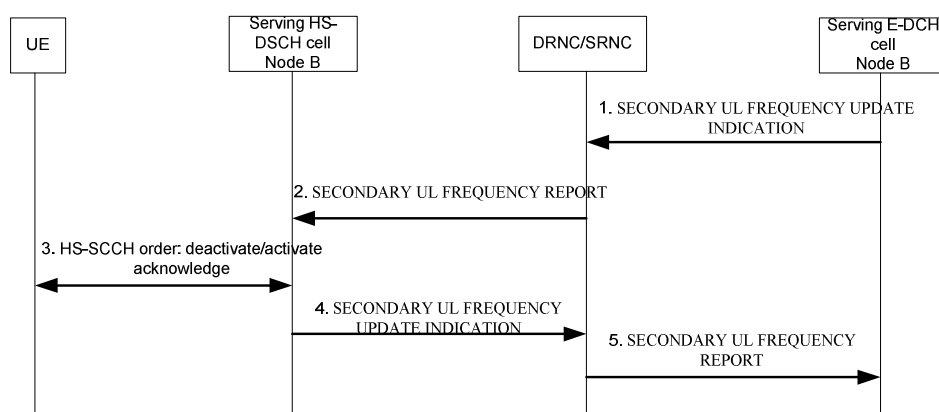 UE
Serving HS-
DSCH cell
Node B
DRNC/SRNC
Serving E-DCH
cell
Node B
1. SECONDARY UL FREQUENCY UPDATE
INDICATION
2. SECONDARY UL FREQUENCY REPORT
3. HS-SCCH order: deactivate/activate
acknowledge
4. SECONDARY UL FREQUENCY
UPDATE INDICATION
5. SECONDARY UL FREQUENCY
REPORT